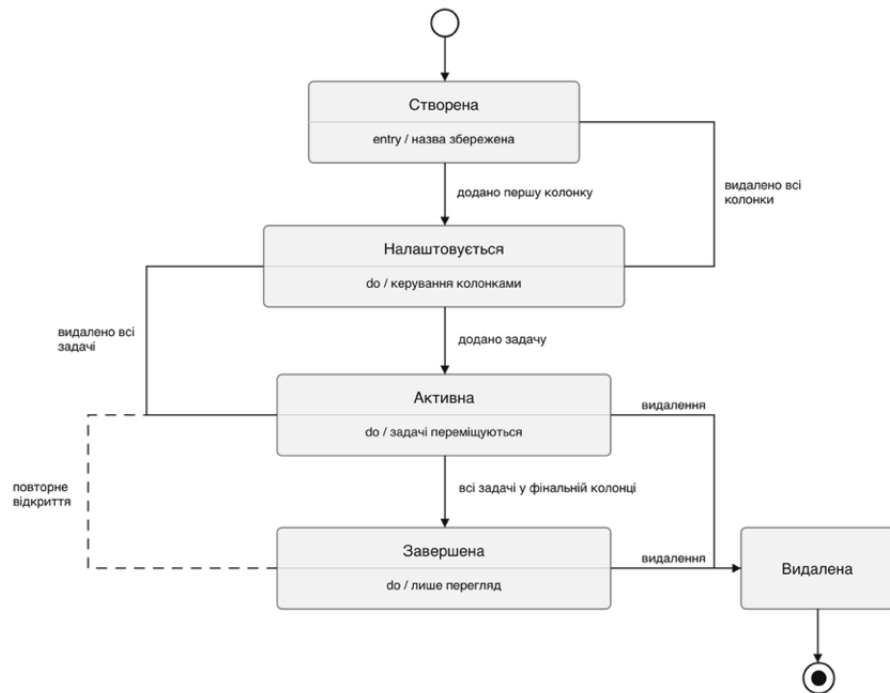 Створена
entry / назва збережена
додано першу колонку
видалено всі
колонки
Налаштовується
do / керування колонками
видалено всі
задачі
додано задачу
Активна
do / задачі переміщуються
видалення
повторне
відкриття
всі задачі у фінальній колонці
Завершена
do / лише перегляд
видалення
Видалена